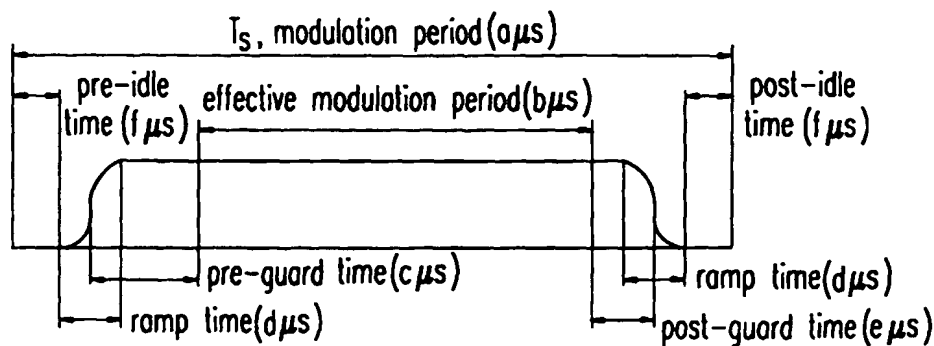 Ts, modulation period(aμs)
pre-idle
time(fμs)
effective modulation period(bμs)
post-idle
time(fμs)
pre-guard time(cμs)
ramp time(dμs)
ramp time(dμs)
post-guard time(eμs)